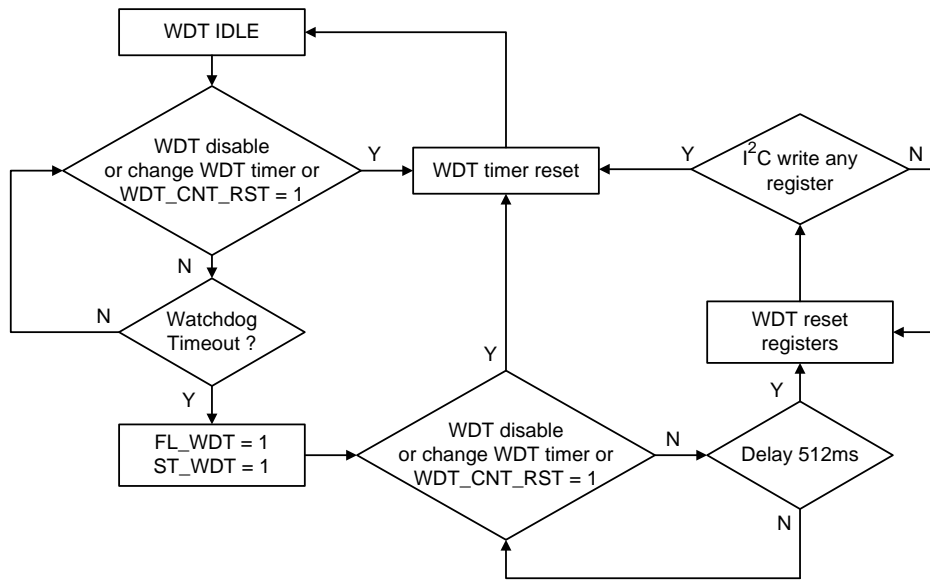 WDT IDLE
WDT disable
or change WDT timer or
WDT_CNT_RST = 1
Y
WDT timer reset
Y
I²C write any
register
N
N
Watchdog
Timeout ?
N
Y
WDT reset
registers
Y
FL_WDT = 1
ST_WDT = 1
WDT disable
or change WDT timer or
WDT_CNT_RST = 1
N
Y
Delay 512ms
N